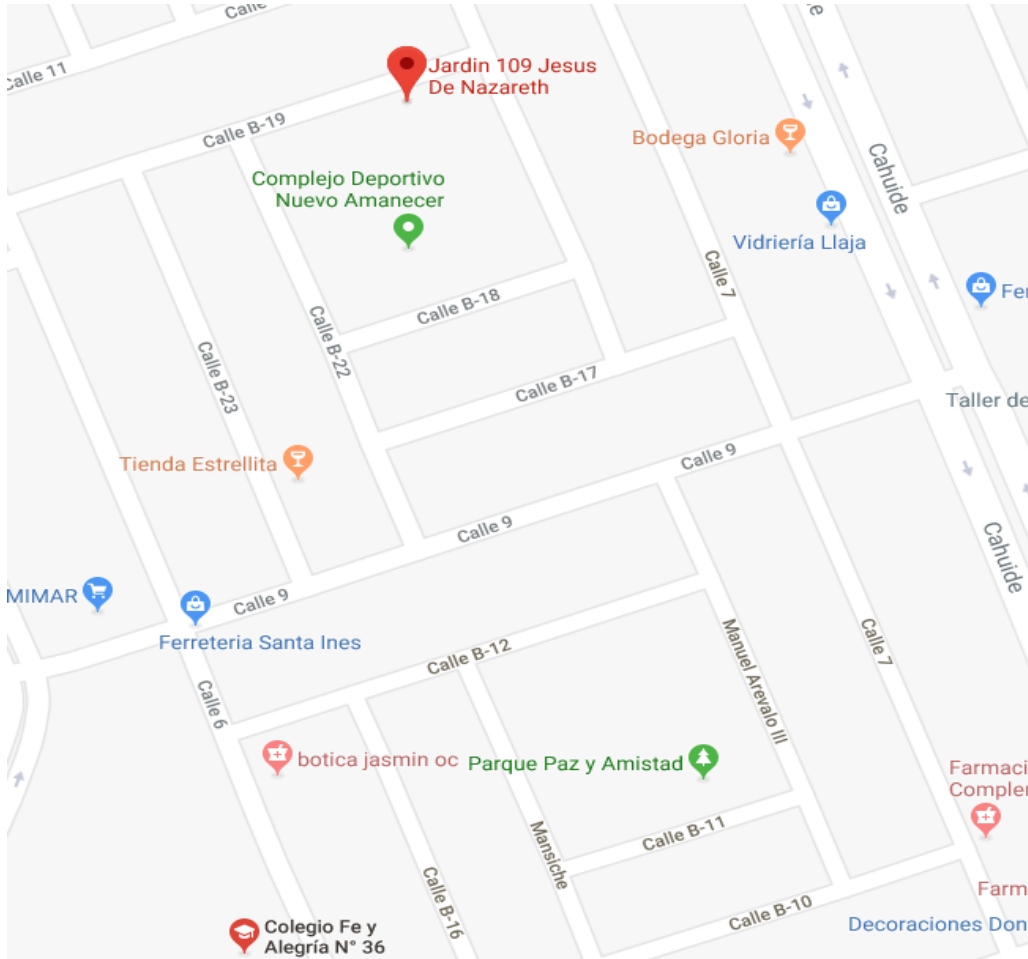 Calle
Calle 11
Jardin 109 Jesus
De Nazareth
Calle B-19
Bodega Gloria
Cahuide
Complejo Deportivo
Nuevo Amanecer
Vidriería Llaja
Calle 7
Calle B-18
Calle B-22
Calle B-23
Calle B-17
Taller de
Tienda Estrellita
Calle 9
Calle 9
Cahuide
MIMAR
Calle 9
Ferreteria Santa Ines
Calle B-12
Manuel Arevalo III
Calle 7
Calle 6
botica jasmin oc
Parque Paz y Amistad
Calle B-11
Mansiche
Calle B-16
Calle B-10
Colegio Fe y
Alegría N° 36
Decoraciones Don